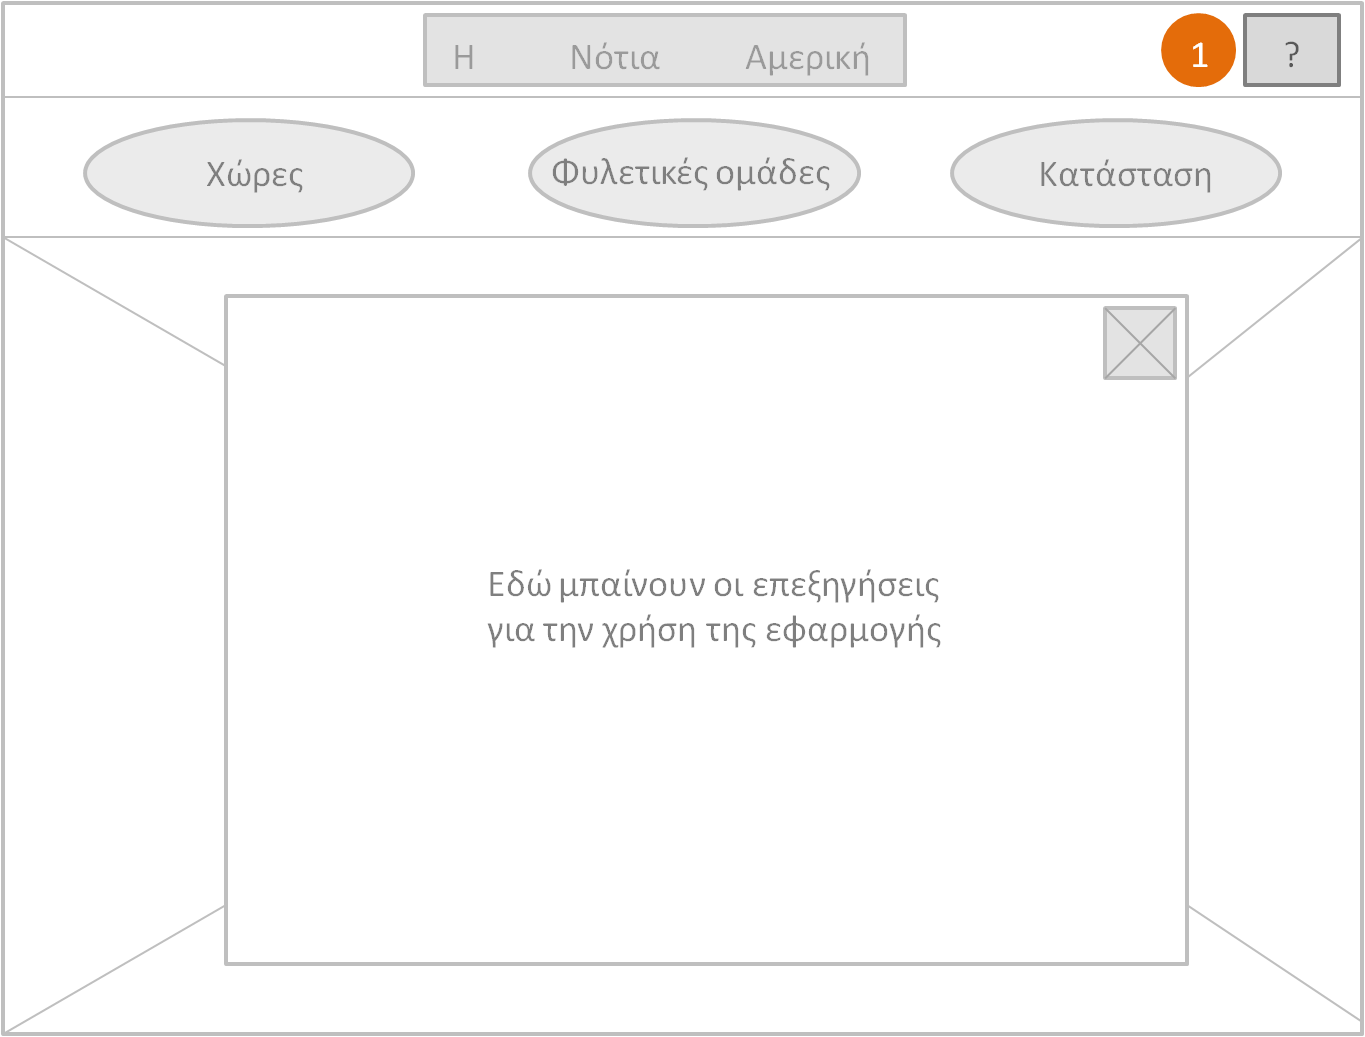 Η Νότια Αμερική
1
?
Χώρες
Φυλετικές ομάδες
Κατάσταση
Εδώ μπαίνουν οι επεξηγήσεις
για την χρήση της εφαρμογής